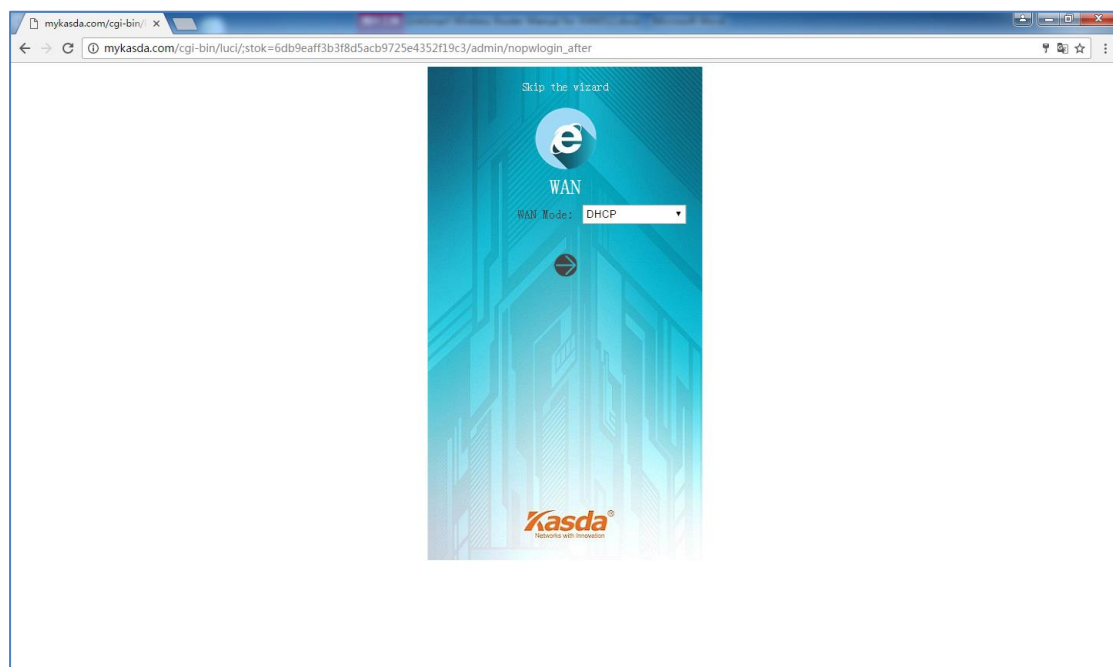 mykasda.com/cgi-bin/
mykasda.com/cgi-bin/luci/;stok=6db9eaff3b3f8d5acb9725e4352f19c3/admin/nopwlogin_after
Skip the wizard
WAN
WAN Mode: DHCP
Kasda®
Networks with Innovation